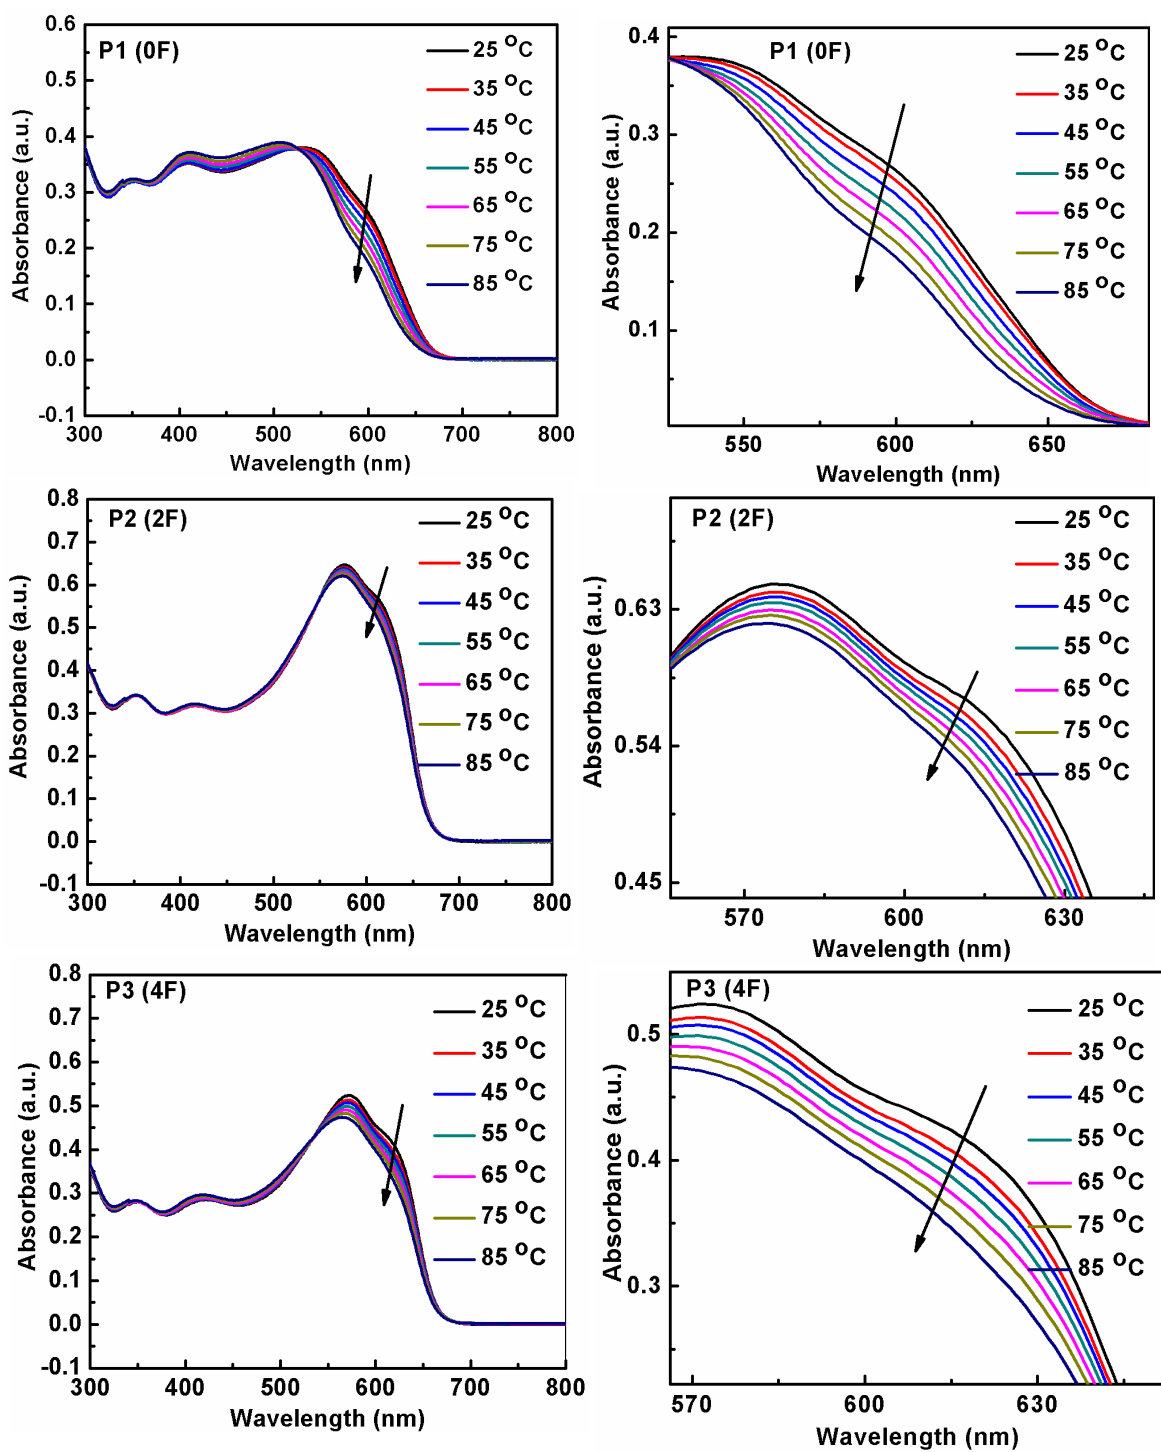 P1 (0F)
25 °C
35 °C
45 °C
55 °C
65 °C
75 °C
85 °C
0.6
0.5
0.4
0.3
0.2
0.1
0.0
-0.1
Absorbance (a.u.)
300 400 500 600 700 800
Wavelength (nm)
P1 (0F)
25 °C
35 °C
45 °C
55 °C
65 °C
75 °C
85 °C
0.4
0.3
0.2
0.1
Absorbance (a.u.)
550 600 650
Wavelength (nm)
P2 (2F)
25 °C
35 °C
45 °C
55 °C
65 °C
75 °C
85 °C
0.8
0.7
0.6
0.5
0.4
0.3
0.2
0.1
0.0
-0.1
Absorbance (a.u.)
300 400 500 600 700 800
Wavelength (nm)
P2 (2F)
25 °C
35 °C
45 °C
55 °C
65 °C
75 °C
85 °C
0.63
0.54
0.45
Absorbance (a.u.)
570 600 630
Wavelength (nm)
P3 (4F)
25 °C
35 °C
45 °C
55 °C
65 °C
75 °C
85 °C
0.8
0.7
0.6
0.5
0.4
0.3
0.2
0.1
0.0
-0.1
Absorbance (a.u.)
300 400 500 600 700 800
Wavelength (nm)
P3 (4F)
25 °C
35 °C
45 °C
55 °C
65 °C
75 °C
85 °C
0.5
0.4
0.3
Absorbance (a.u.)
570 600 630
Wavelength (nm)